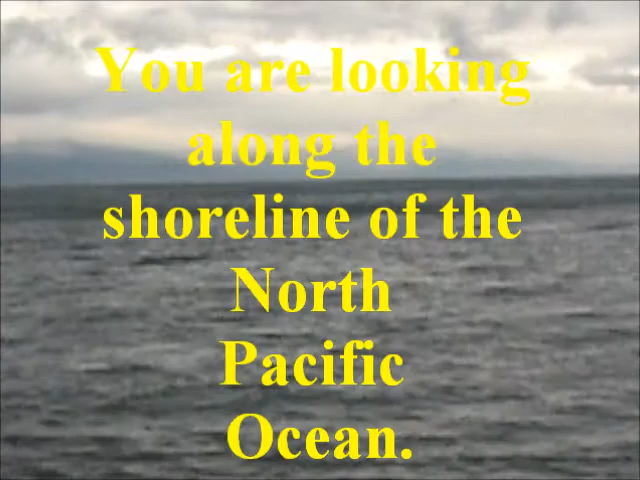 You are looking
along the
shoreline of the
North
Pacific
Ocean.